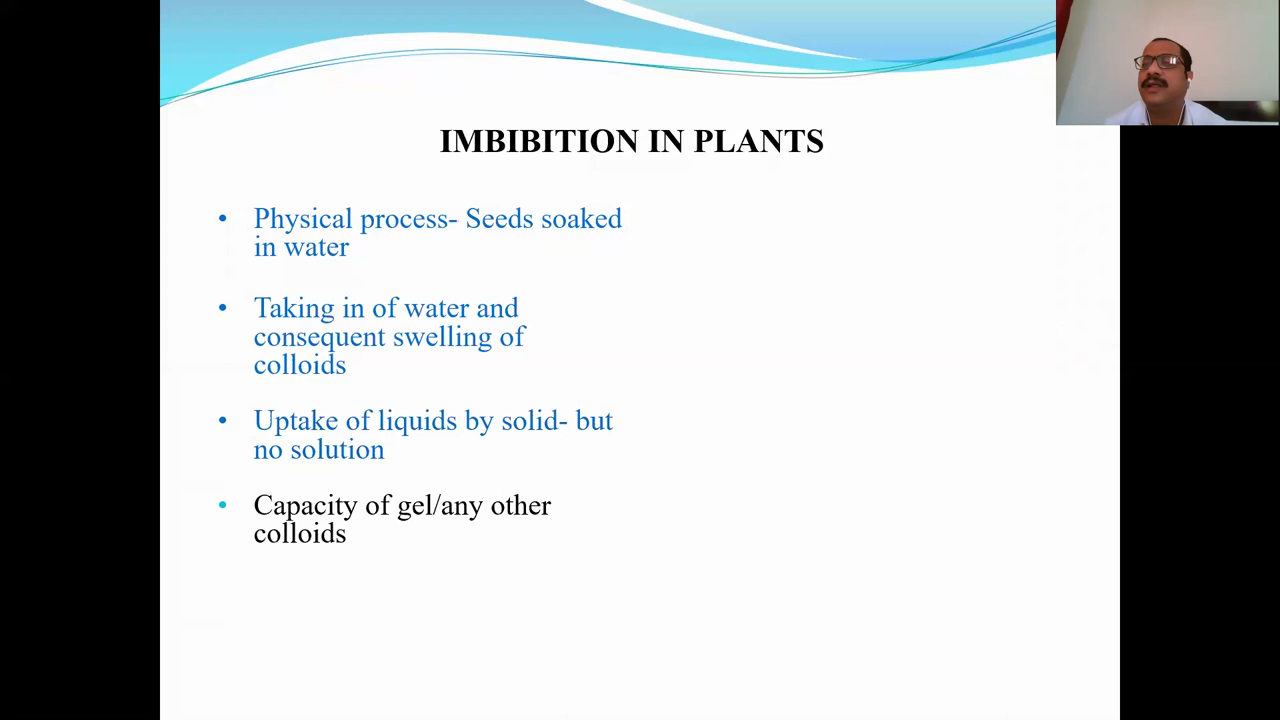 IMBIBITION IN PLANTS
• Physical process- Seeds soaked
in water
• Taking in of water and
consequent swelling of
colloids
• Uptake of liquids by solid- but
no solution
• Capacity of gel/any other
colloids